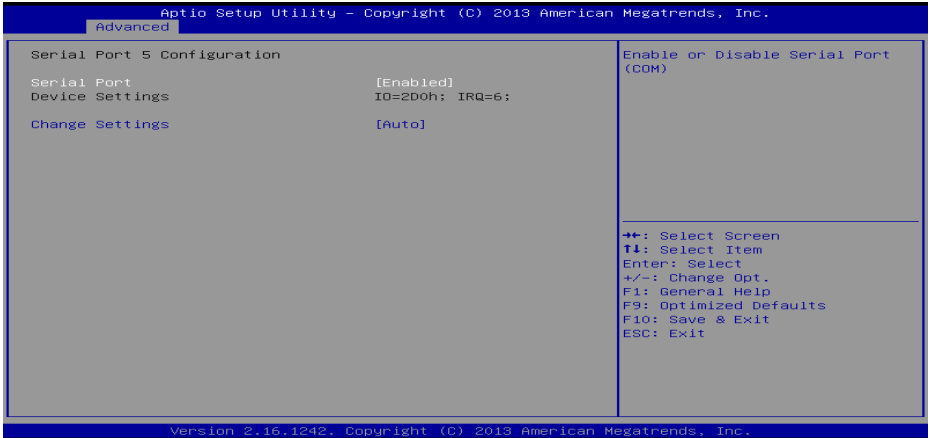 Aptio Setup Utility – Copyright (C) 2013 American Megatrends, Inc.
Advanced
Serial Port 5 Configuration
Serial Port [Enabled]
Device Settings IO=2D0h; IRQ=6;
Change Settings [Auto]
Enable or Disable Serial Port
(COM)
→←: Select Screen
↑↓: Select Item
Enter: Select
+/-: Change Opt.
F1: General Help
F9: Optimized Defaults
F10: Save & Exit
ESC: Exit
Version 2.16.1242. Copyright (C) 2013 American Megatrends, Inc.